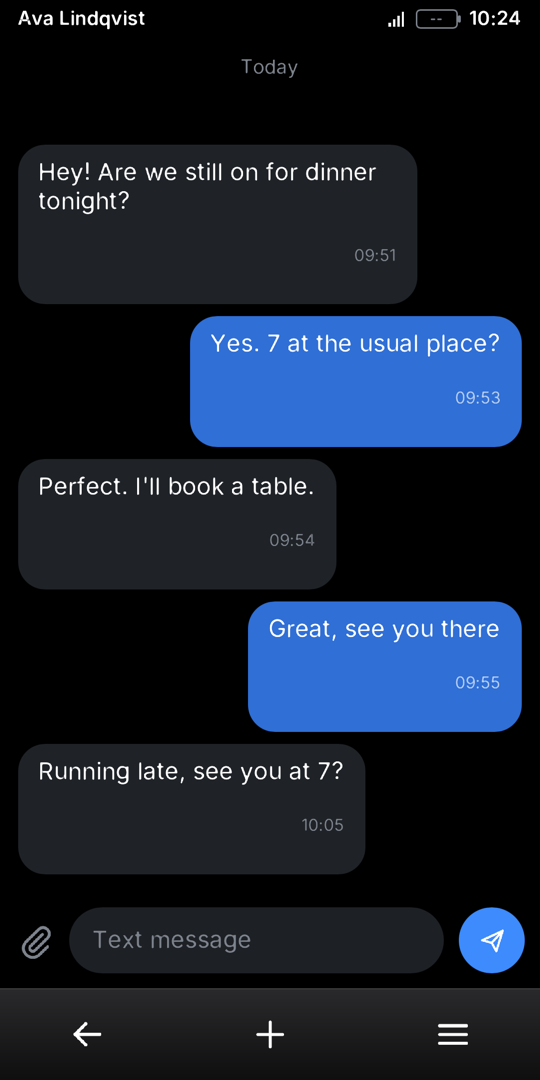 Ava Lindqvist -- 10:24
Today
Hey! Are we still on for dinner
tonight?
09:51
Yes. 7 at the usual place?
09:53
Perfect. I'll book a table.
09:54
Great, see you there
09:55
Running late, see you at 7?
10:05
Text message